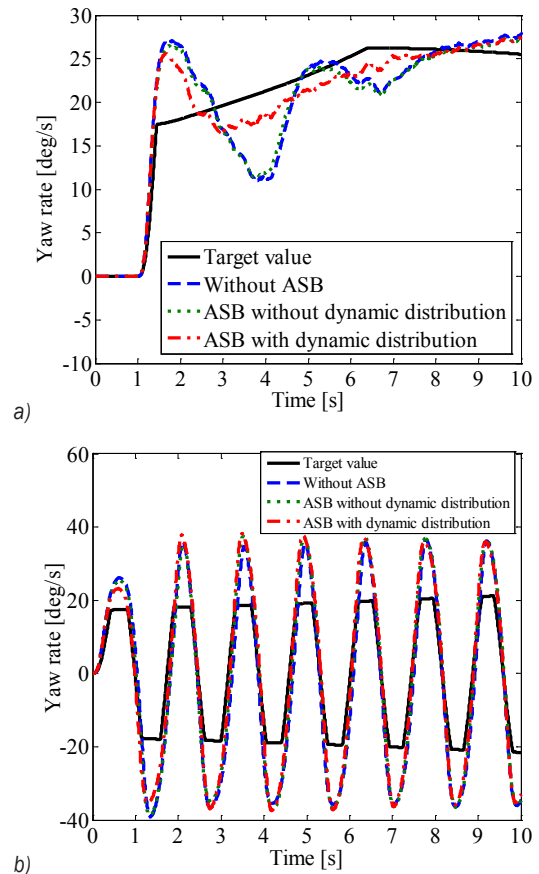 30
25
20
15
10
5
0
-5
-10
Yaw rate [deg/s]
Target value
Without ASB
ASB without dynamic distribution
ASB with dynamic distribution
0 1 2 3 4 5 6 7 8 9 10
Time [s]
a)
60
40
20
0
-20
-40
Yaw rate [deg/s]
Target value
Without ASB
ASB without dynamic distribution
ASB with dynamic distribution
0 1 2 3 4 5 6 7 8 9 10
Time [s]
b)